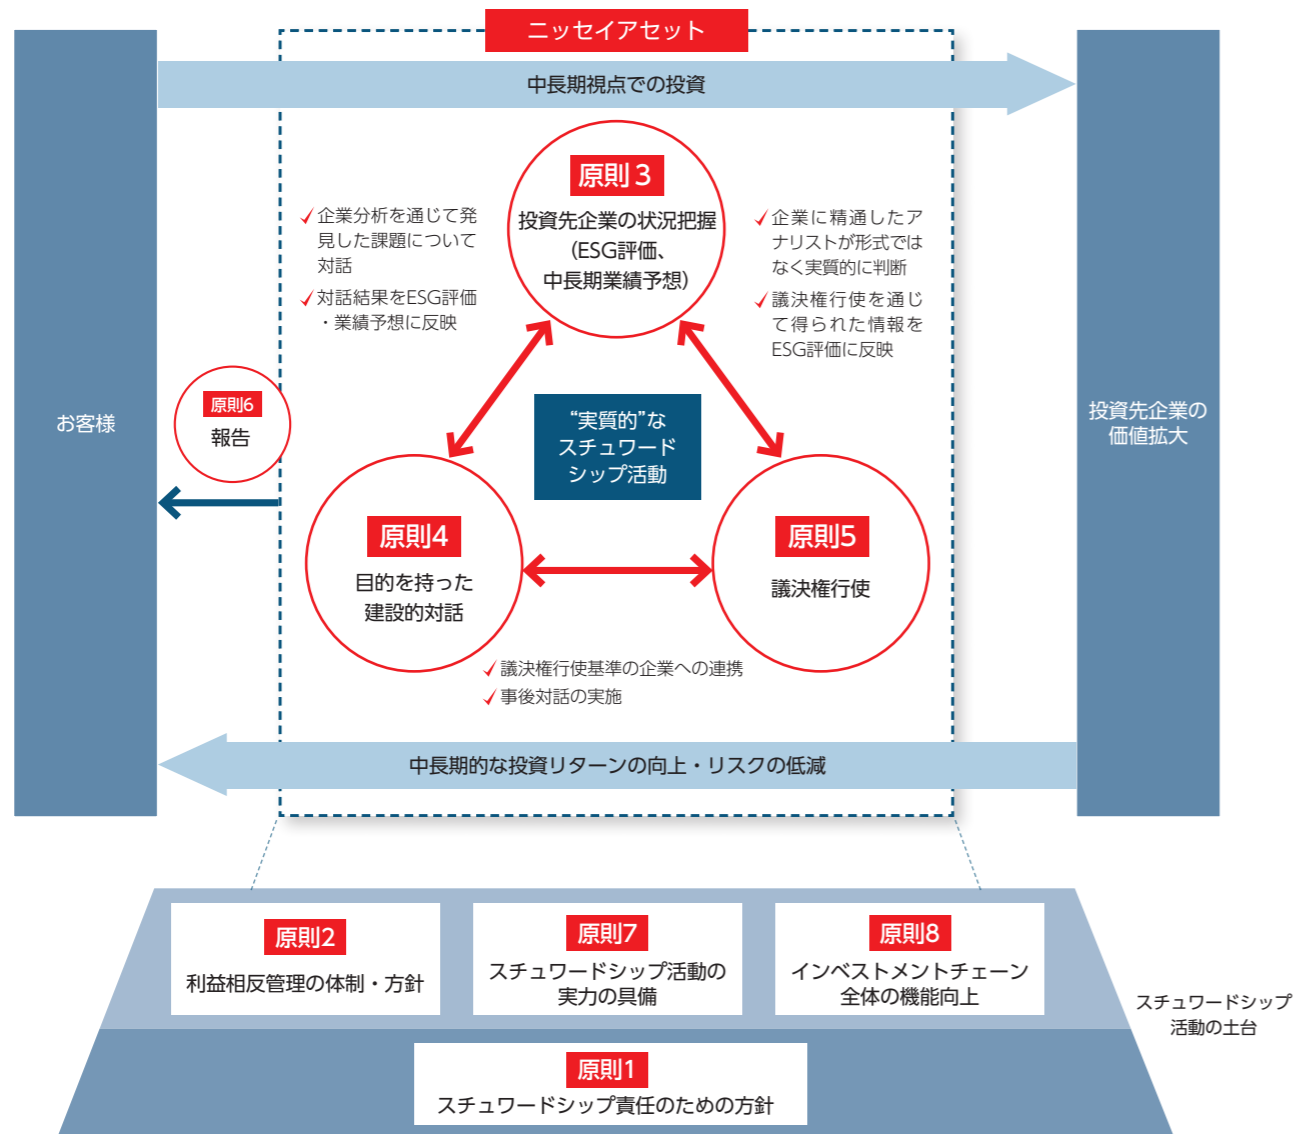 ニッセイアセット
中長期視点での投資
お客様
原則3
投資先企業の状況把握
(ESG評価、
中長期業績予想)
企業分析を通じて発
見した課題について
対話
対話結果をESG評価
・業績予想に反映
企業に精通したア
ナリストが形式では
なく実質的に判断
議決権行使を通じ
て得られた情報を
ESG評価に反映
原則6
報告
“実質的”な
スチュワード
シップ活動
投資先企業の
価値拡大
原則4
目的を持った
建設的対話
原則5
議決権行使
議決権行使基準の企業への連携
事後対話の実施
中長期的な投資リターンの向上・リスクの低減
原則2
利益相反管理の体制・方針
原則7
スチュワードシップ活動の
実力の具備
原則8
インベストメントチェーン
全体の機能向上
スチュワードシップ
活動の土台
原則1
スチュワードシップ責任のための方針